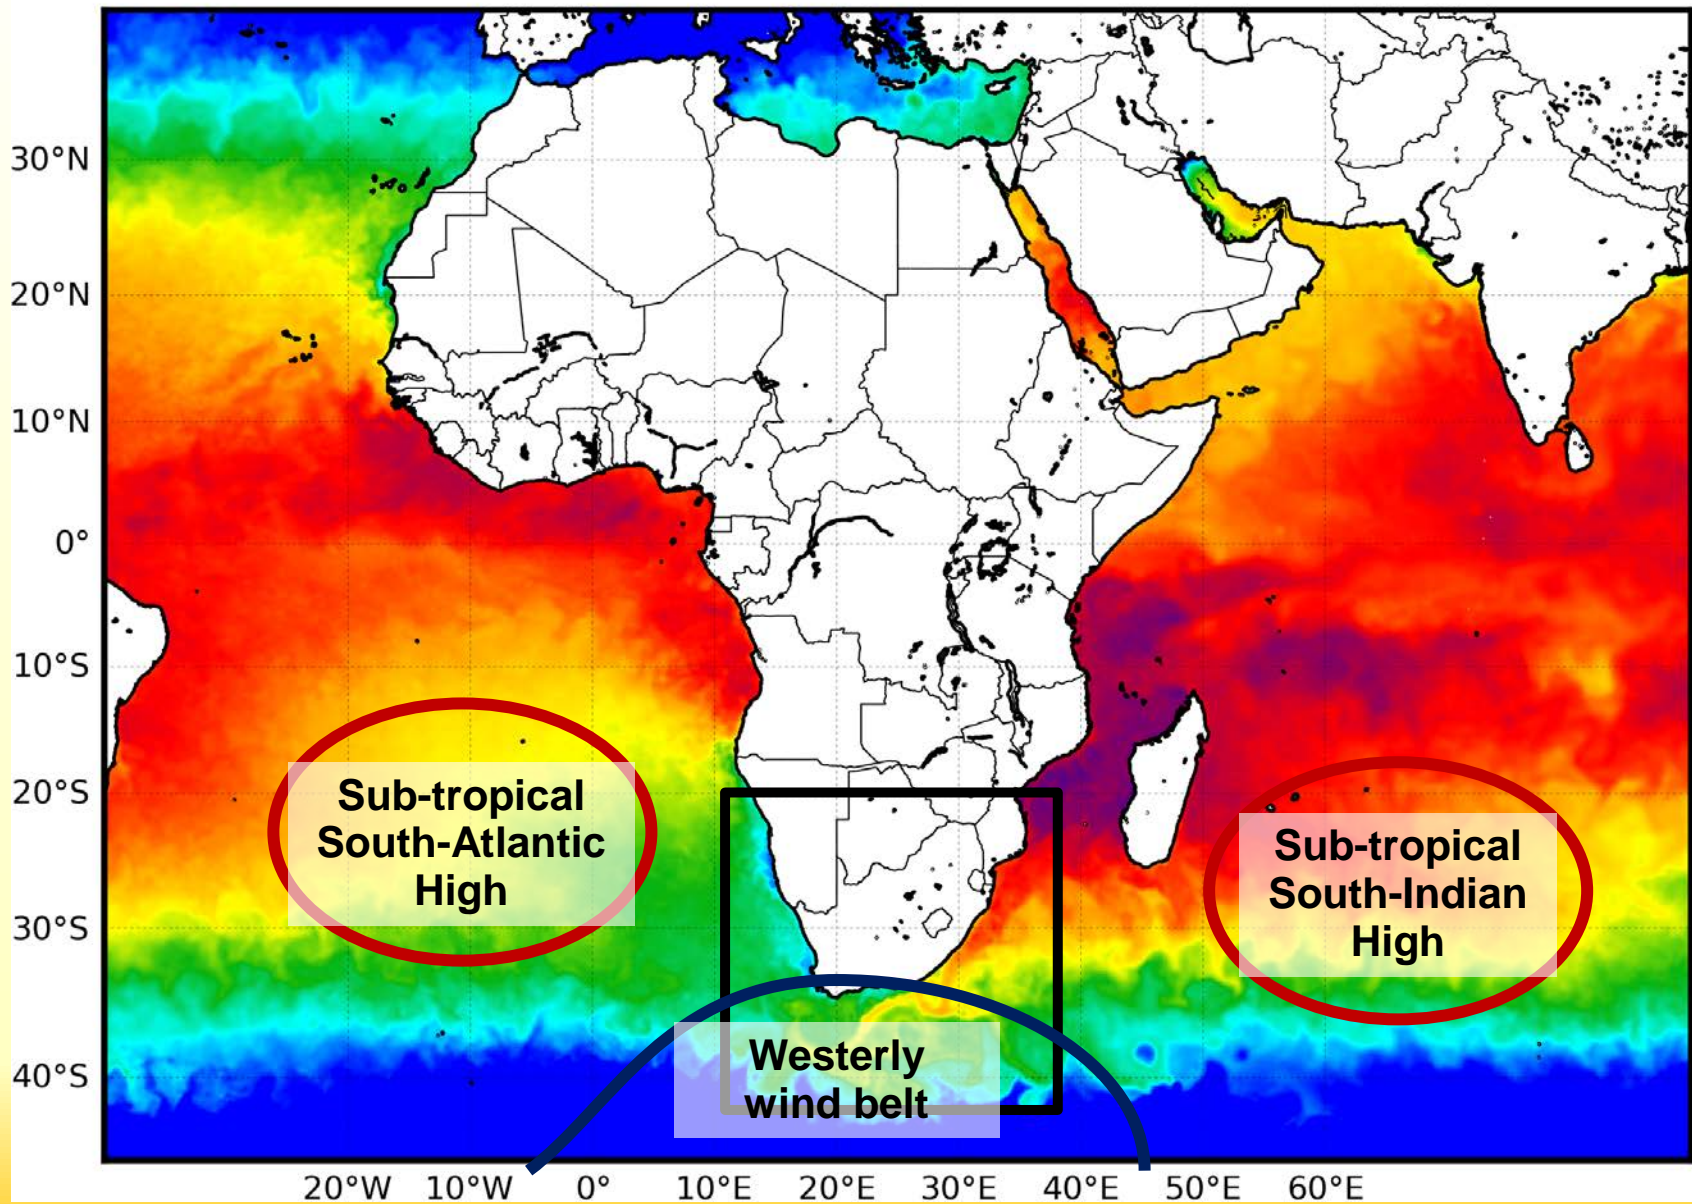 30°N
20°N
10°N
0°
10°S
20°S
30°S
40°S
Sub-tropical
South-Atlantic
High
Sub-tropical
South-Indian
High
Westerly
wind belt
20°W 10°W 0° 10°E 20°E 30°E 40°E 50°E 60°E